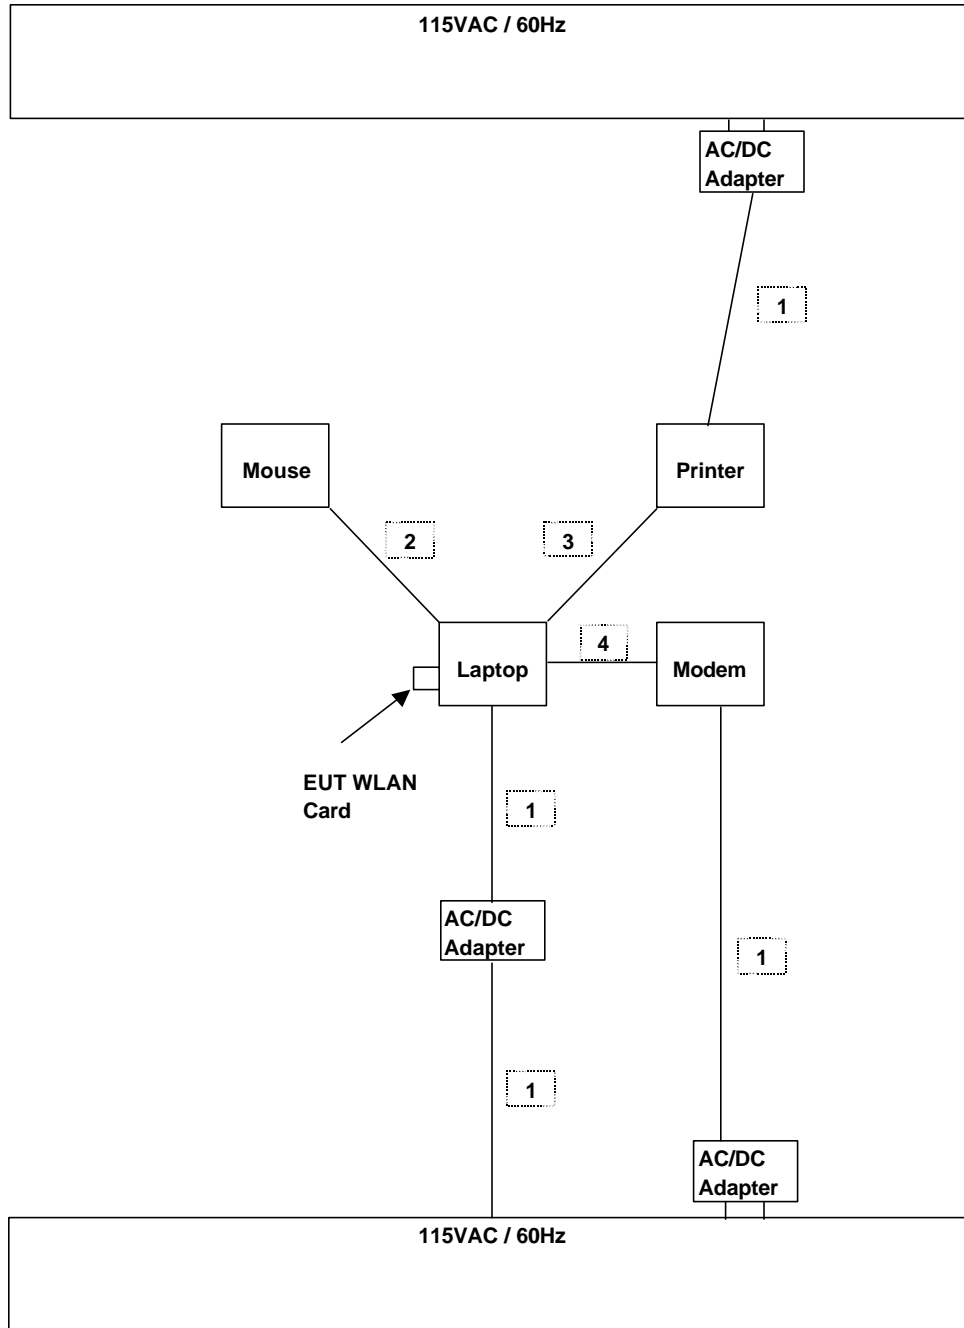 115VAC / 60Hz
AC/DC
Adapter
1
Mouse
Printer
2
3
Laptop
4
Modem
EUT WLAN
Card
1
AC/DC
Adapter
1
1
AC/DC
Adapter
115VAC / 60Hz